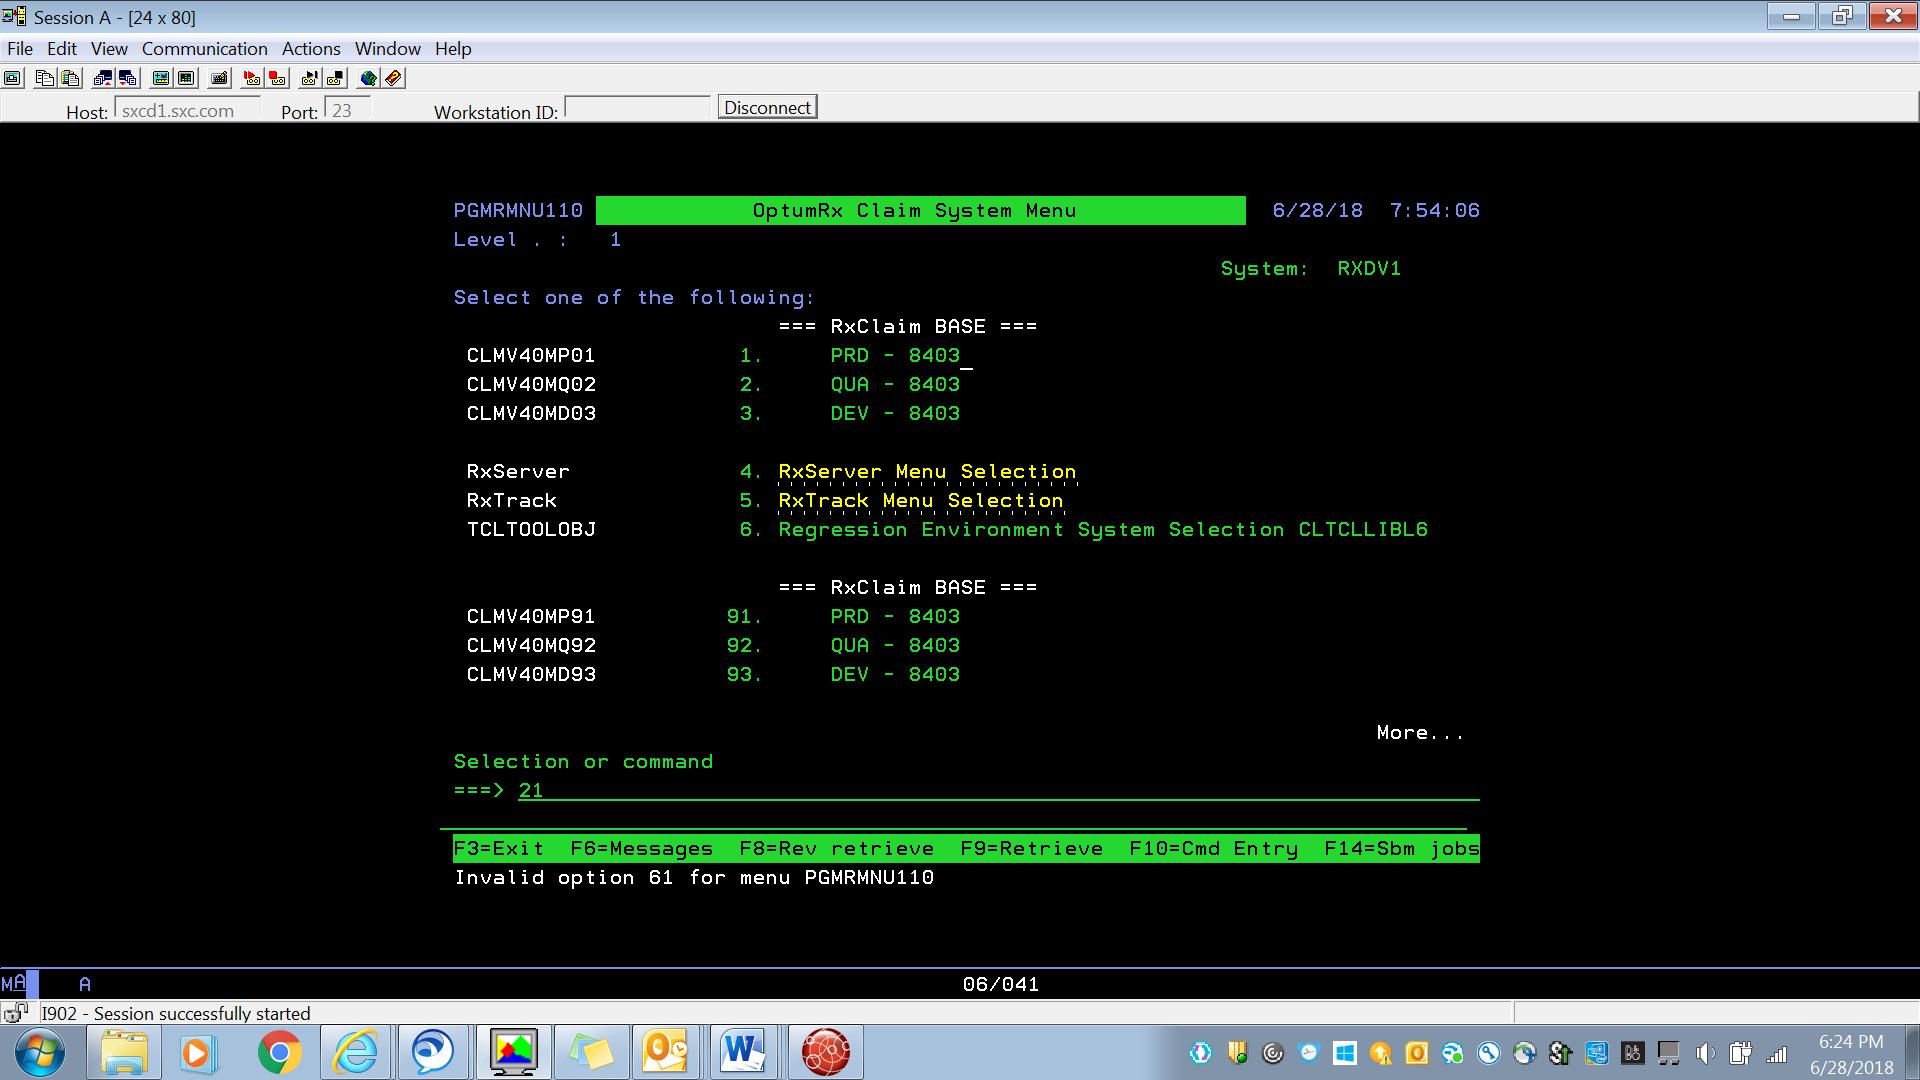 Session A - [24 x 80]
File Edit View Communication Actions Window Help
Host: sxcd1.sxc.com Port: 23 Workstation ID: Disconnect
PGMRMNU110 OptumRx Claim System Menu 6/28/18 7:54:06
Level . : 1
System: RXDV1
Select one of the following:
=== RxClaim BASE ===
CLMV40MP01 1. PRD - 8403_
CLMV40MQ02 2. QUA - 8403
CLMV40MD03 3. DEV - 8403
RxServer 4. RxServer Menu Selection
RxTrack 5. RxTrack Menu Selection
TCLTOOLOBJ 6. Regression Environment System Selection CLTCLLIBL6
=== RxClaim BASE ===
CLMV40MP91 91. PRD - 8403
CLMV40MQ92 92. QUA - 8403
CLMV40MD93 93. DEV - 8403
More...
Selection or command
===> 21
F3=Exit F6=Messages F8=Rev retrieve F9=Retrieve F10=Cmd Entry F14=Sbm jobs
Invalid option 61 for menu PGMRMNU110
MA A 06/041
I902 - Session successfully started
6:24 PM
6/28/2018